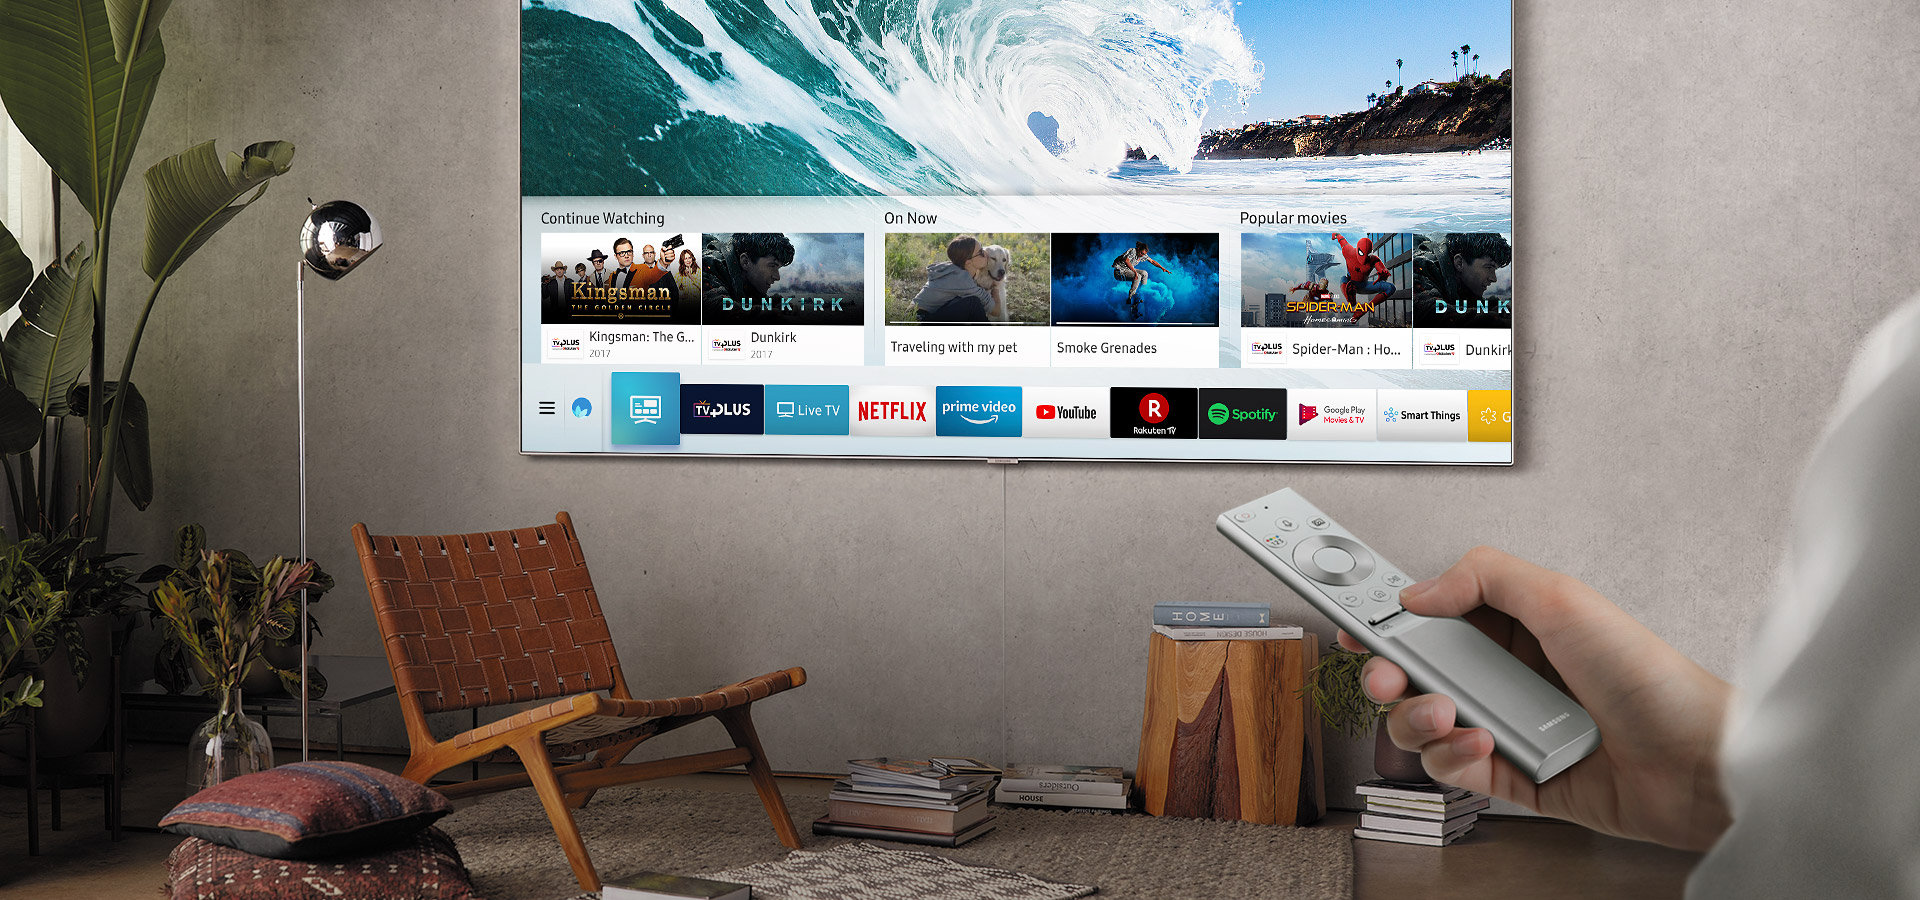 Continue Watching
On Now
Popular movies
Kingsman
THE GOLDEN CIRCLE
DUNKIRK
SPIDER-MAN
Homecoming
DUNK
TV PLUS
Kingsman: The G...
2017
TV PLUS
Dunkirk
2017
Traveling with my pet
Smoke Grenades
TV PLUS
Spider-Man : Ho...
TV PLUS
Dunkirk
TV PLUS
Live TV
NETFLIX
prime video
YouTube
R
Rakuten TV
Spotify
Google Play
Movies & TV
Smart Things
G
SAMSUNG
123
VOL
SAMSUNG
HOME
HOUSE DESIGN
Outsiders
HOUSE